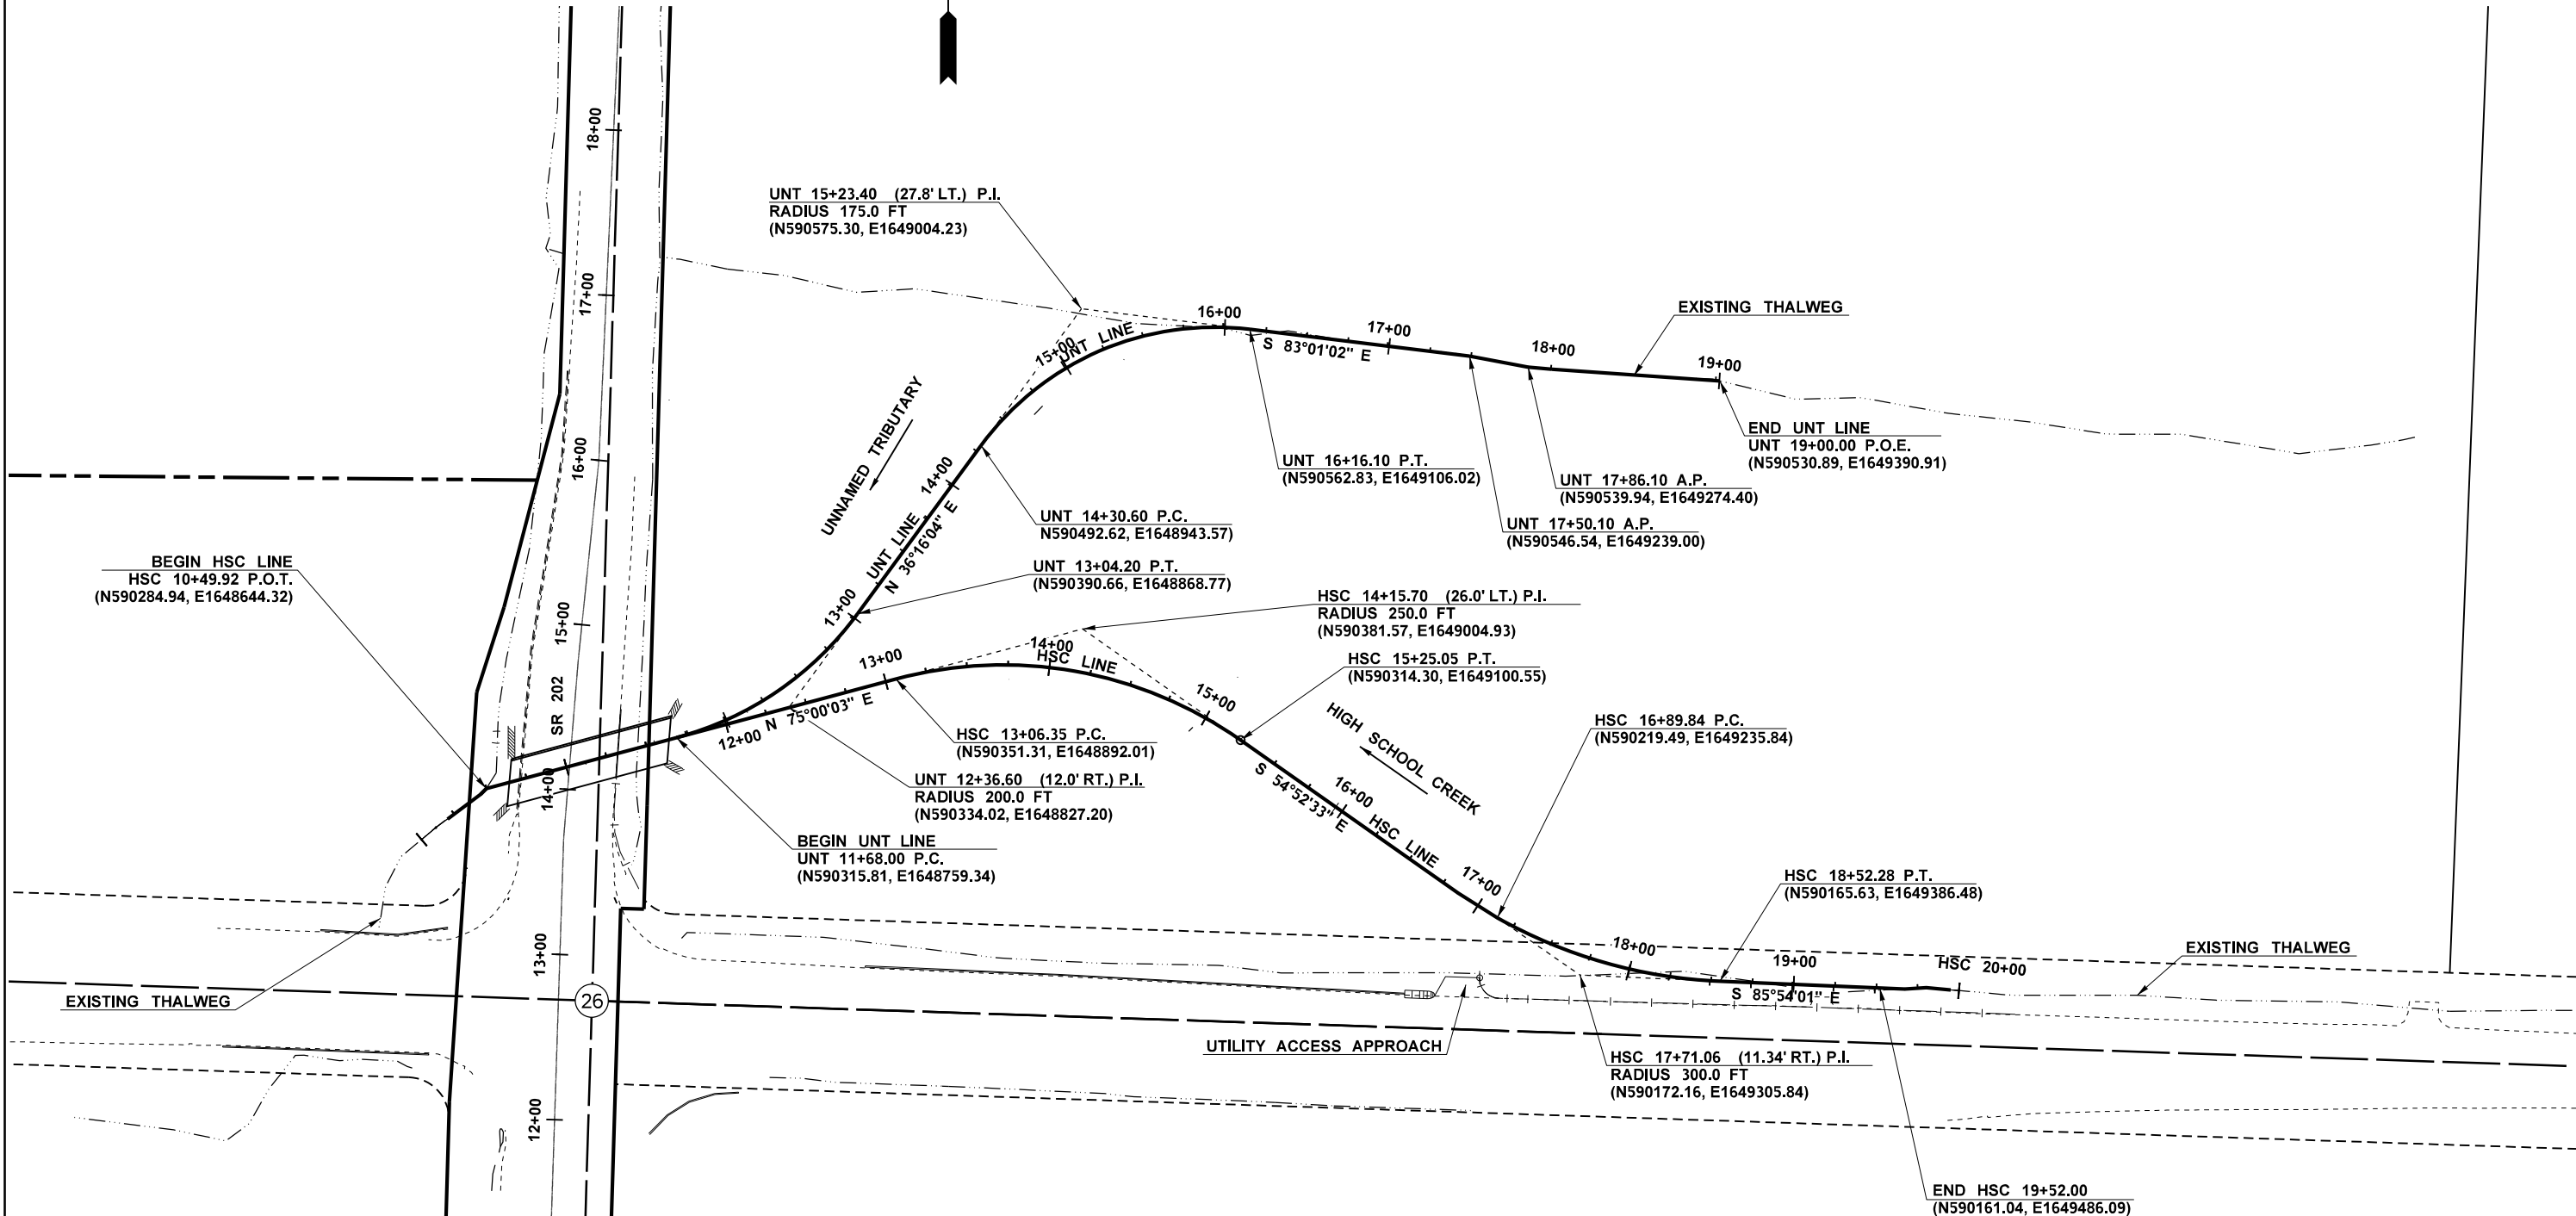 18+00
17+00
16+00
15+00
SR 202
14+00
13+00
12+00
26
UNT 15+23.40 (27.8' LT.) P.I.
RADIUS 175.0 FT
(N590575.30, E1649004.23)
16+00
15+00
UNT LINE
S 83°01'02" E
17+00
18+00
19+00
EXISTING THALWEG
END UNT LINE
UNT 19+00.00 P.O.E.
(N590530.89, E1649390.91)
UNT 16+16.10 P.T.
(N590562.83, E1649106.02)
UNT 17+86.10 A.P.
(N590539.94, E1649274.40)
UNT 17+50.10 A.P.
(N590546.54, E1649239.00)
UNNAMED TRIBUTARY
14+00
UNT LINE
N 36°16'04" E
13+00
UNT 14+30.60 P.C.
N590492.62, E1648943.57)
UNT 13+04.20 P.T.
(N590390.66, E1648868.77)
BEGIN HSC LINE
HSC 10+49.92 P.O.T.
(N590284.94, E1648644.32)
HSC 14+15.70 (26.0' LT.) P.I.
RADIUS 250.0 FT
(N590381.57, E1649004.93)
HSC 15+25.05 P.T.
(N590314.30, E1649100.55)
12+00
N 75°00'03" E
13+00
14+00
HSC LINE
15+00
HSC 13+06.35 P.C.
(N590351.31, E1648892.01)
UNT 12+36.60 (12.0' RT.) P.I.
RADIUS 200.0 FT
(N590334.02, E1648827.20)
BEGIN UNT LINE
UNT 11+68.00 P.C.
(N590315.81, E1648759.34)
HIGH SCHOOL CREEK
S 54°52'33" E
16+00
HSC LINE
17+00
HSC 16+89.84 P.C.
(N590219.49, E1649235.84)
HSC 18+52.28 P.T.
(N590165.63, E1649386.48)
18+00
19+00
HSC 20+00
S 85°54'01" E
EXISTING THALWEG
EXISTING THALWEG
UTILITY ACCESS APPROACH
HSC 17+71.06 (11.34' RT.) P.I.
RADIUS 300.0 FT
(N590172.16, E1649305.84)
END HSC 19+52.00
(N590161.04, E1649486.09)